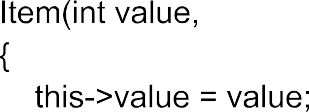 Item(int value,
{
this->value = value;